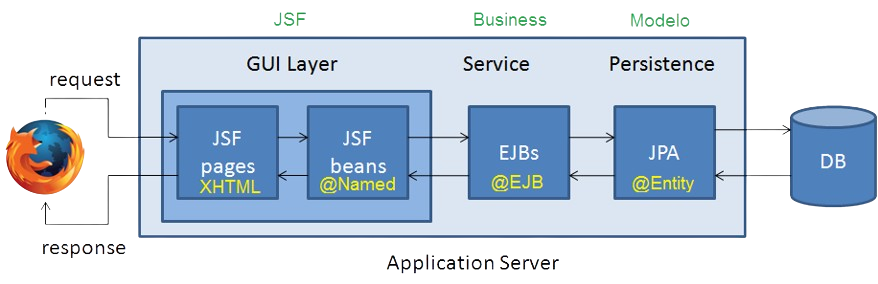 JSF
Business
Modelo
GUI Layer
Service
Persistence
request
JSF
pages
XHTML
JSF
beans
@Named
EJBs
@EJB
JPA
@Entity
DB
response
Application Server